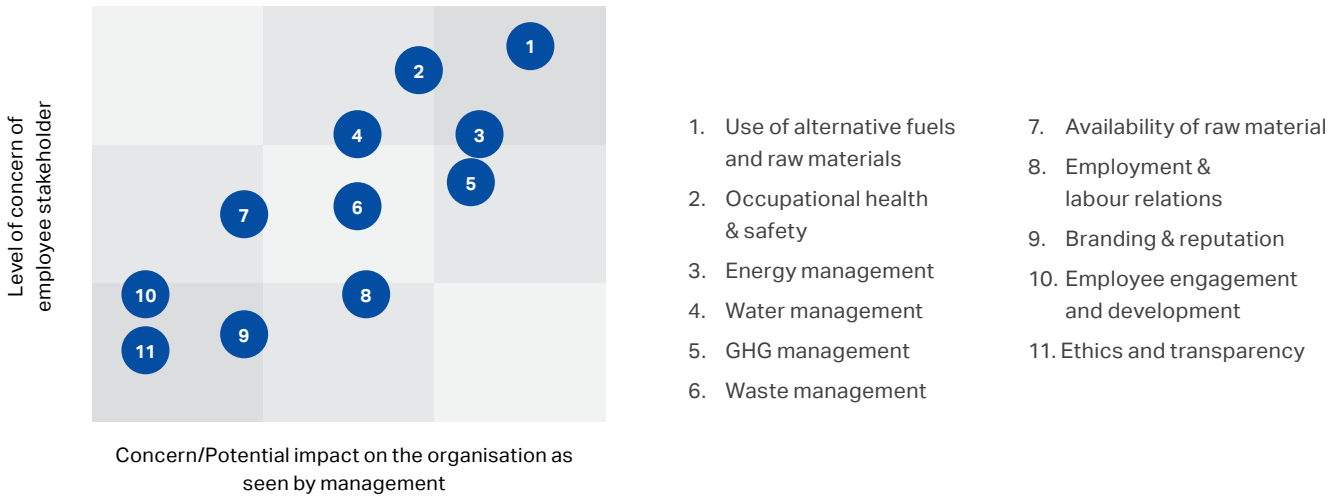 Level of concern of
employee stakeholder
1
2
4
3
5
6
7
10
8
9
11
Concern/Potential impact on the organisation as
seen by management
1. Use of alternative fuels
and raw materials
2. Occupational health
& safety
3. Energy management
4. Water management
5. GHG management
6. Waste management
7. Availability of raw material
8. Employment &
labour relations
9. Branding & reputation
10. Employee engagement
and development
11. Ethics and transparency